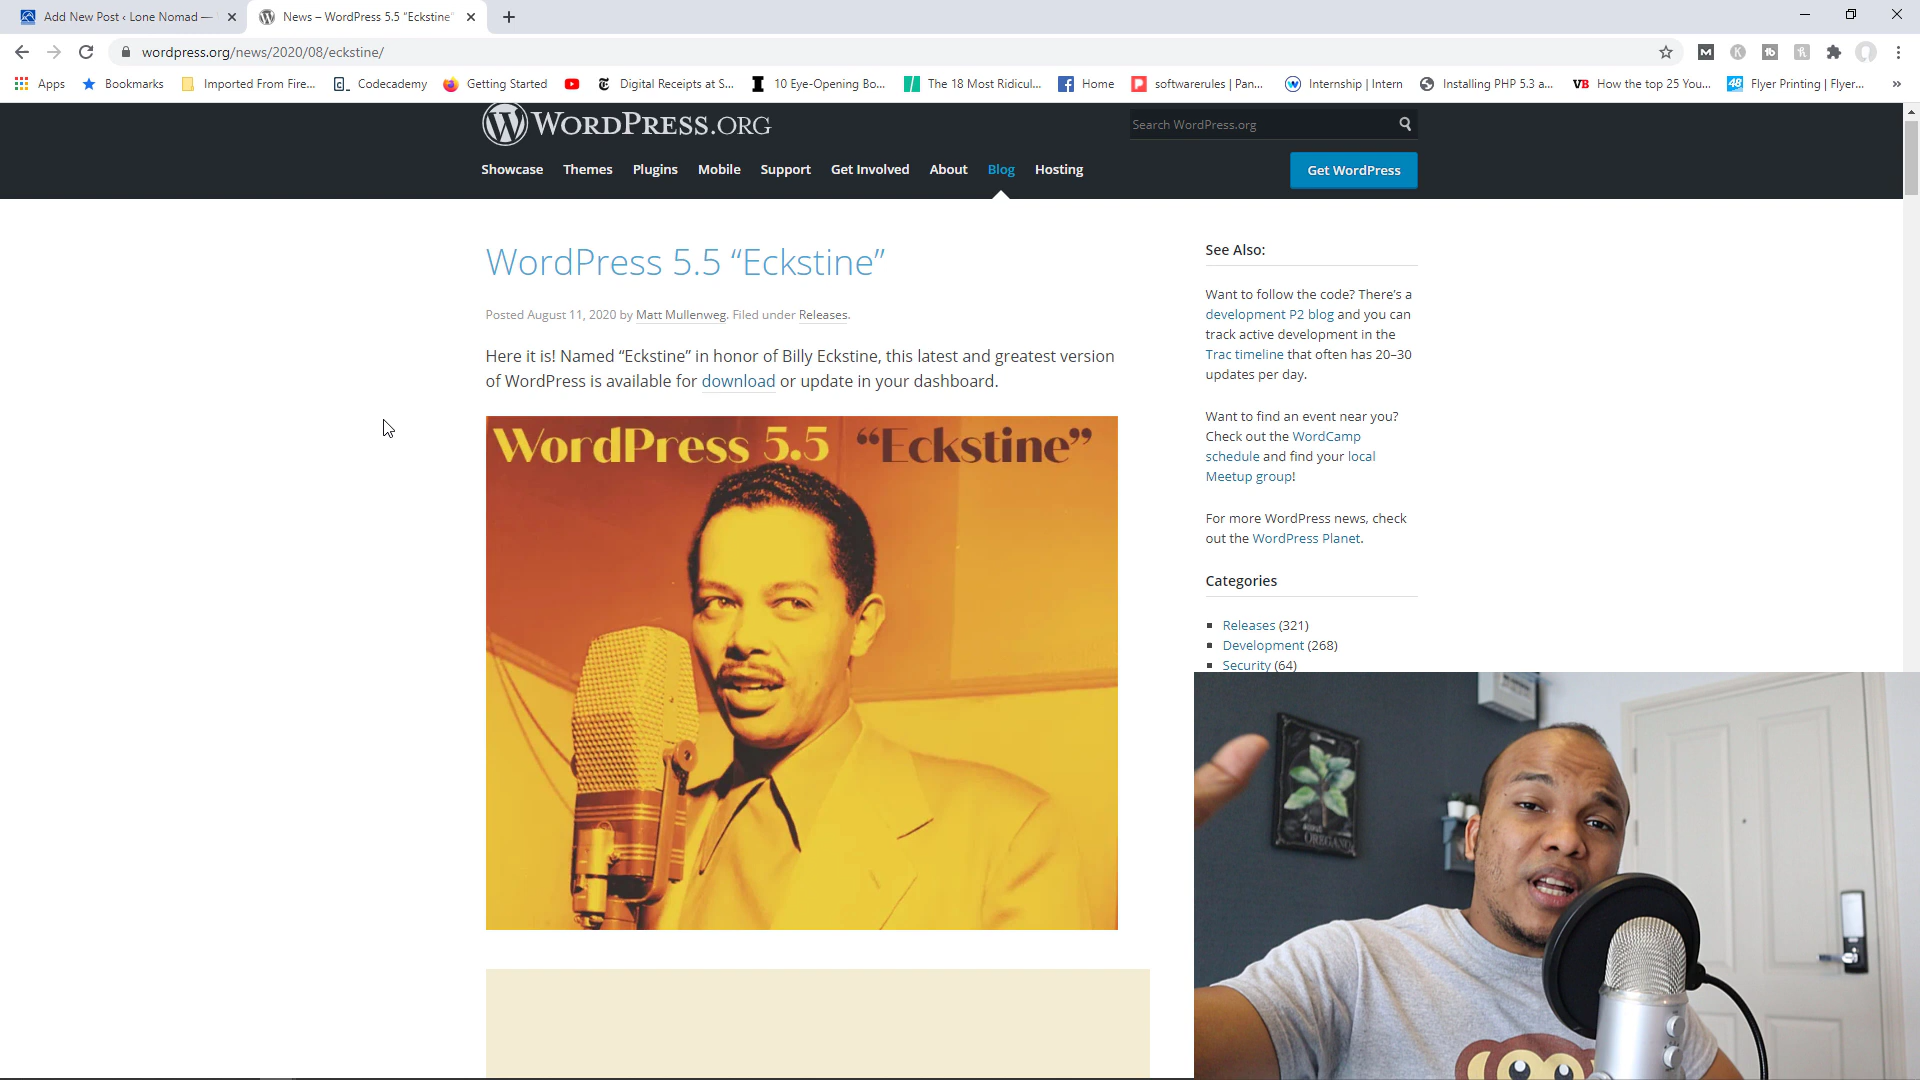 Add New Post ‹ Lone Nomad —
News – WordPress 5.5 “Eckstine”
wordpress.org/news/2020/08/eckstine/
Apps
Bookmarks
Imported From Fire...
Codecademy
Getting Started
Digital Receipts at S...
10 Eye-Opening Bo...
The 18 Most Ridicul...
Home
softwarerules | Pan...
Internship | Intern
Installing PHP 5.3 a...
VB How the top 25 You...
Flyer Printing | Flyer...
»
WORDPRESS.ORG
Search WordPress.org
Showcase Themes Plugins Mobile Support Get Involved About Blog Hosting
Get WordPress
WordPress 5.5 “Eckstine”
Posted August 11, 2020 by Matt Mullenweg. Filed under Releases.
Here it is! Named “Eckstine” in honor of Billy Eckstine, this latest and greatest version
of WordPress is available for download or update in your dashboard.
WordPress 5.5 “Eckstine”
See Also:
Want to follow the code? There’s a
development P2 blog and you can
track active development in the
Trac timeline that often has 20–30
updates per day.
Want to find an event near you?
Check out the WordCamp
schedule and find your local
Meetup group!
For more WordPress news, check
out the WordPress Planet.
Categories
Releases (321)
Development (268)
Security (64)
OREGANO